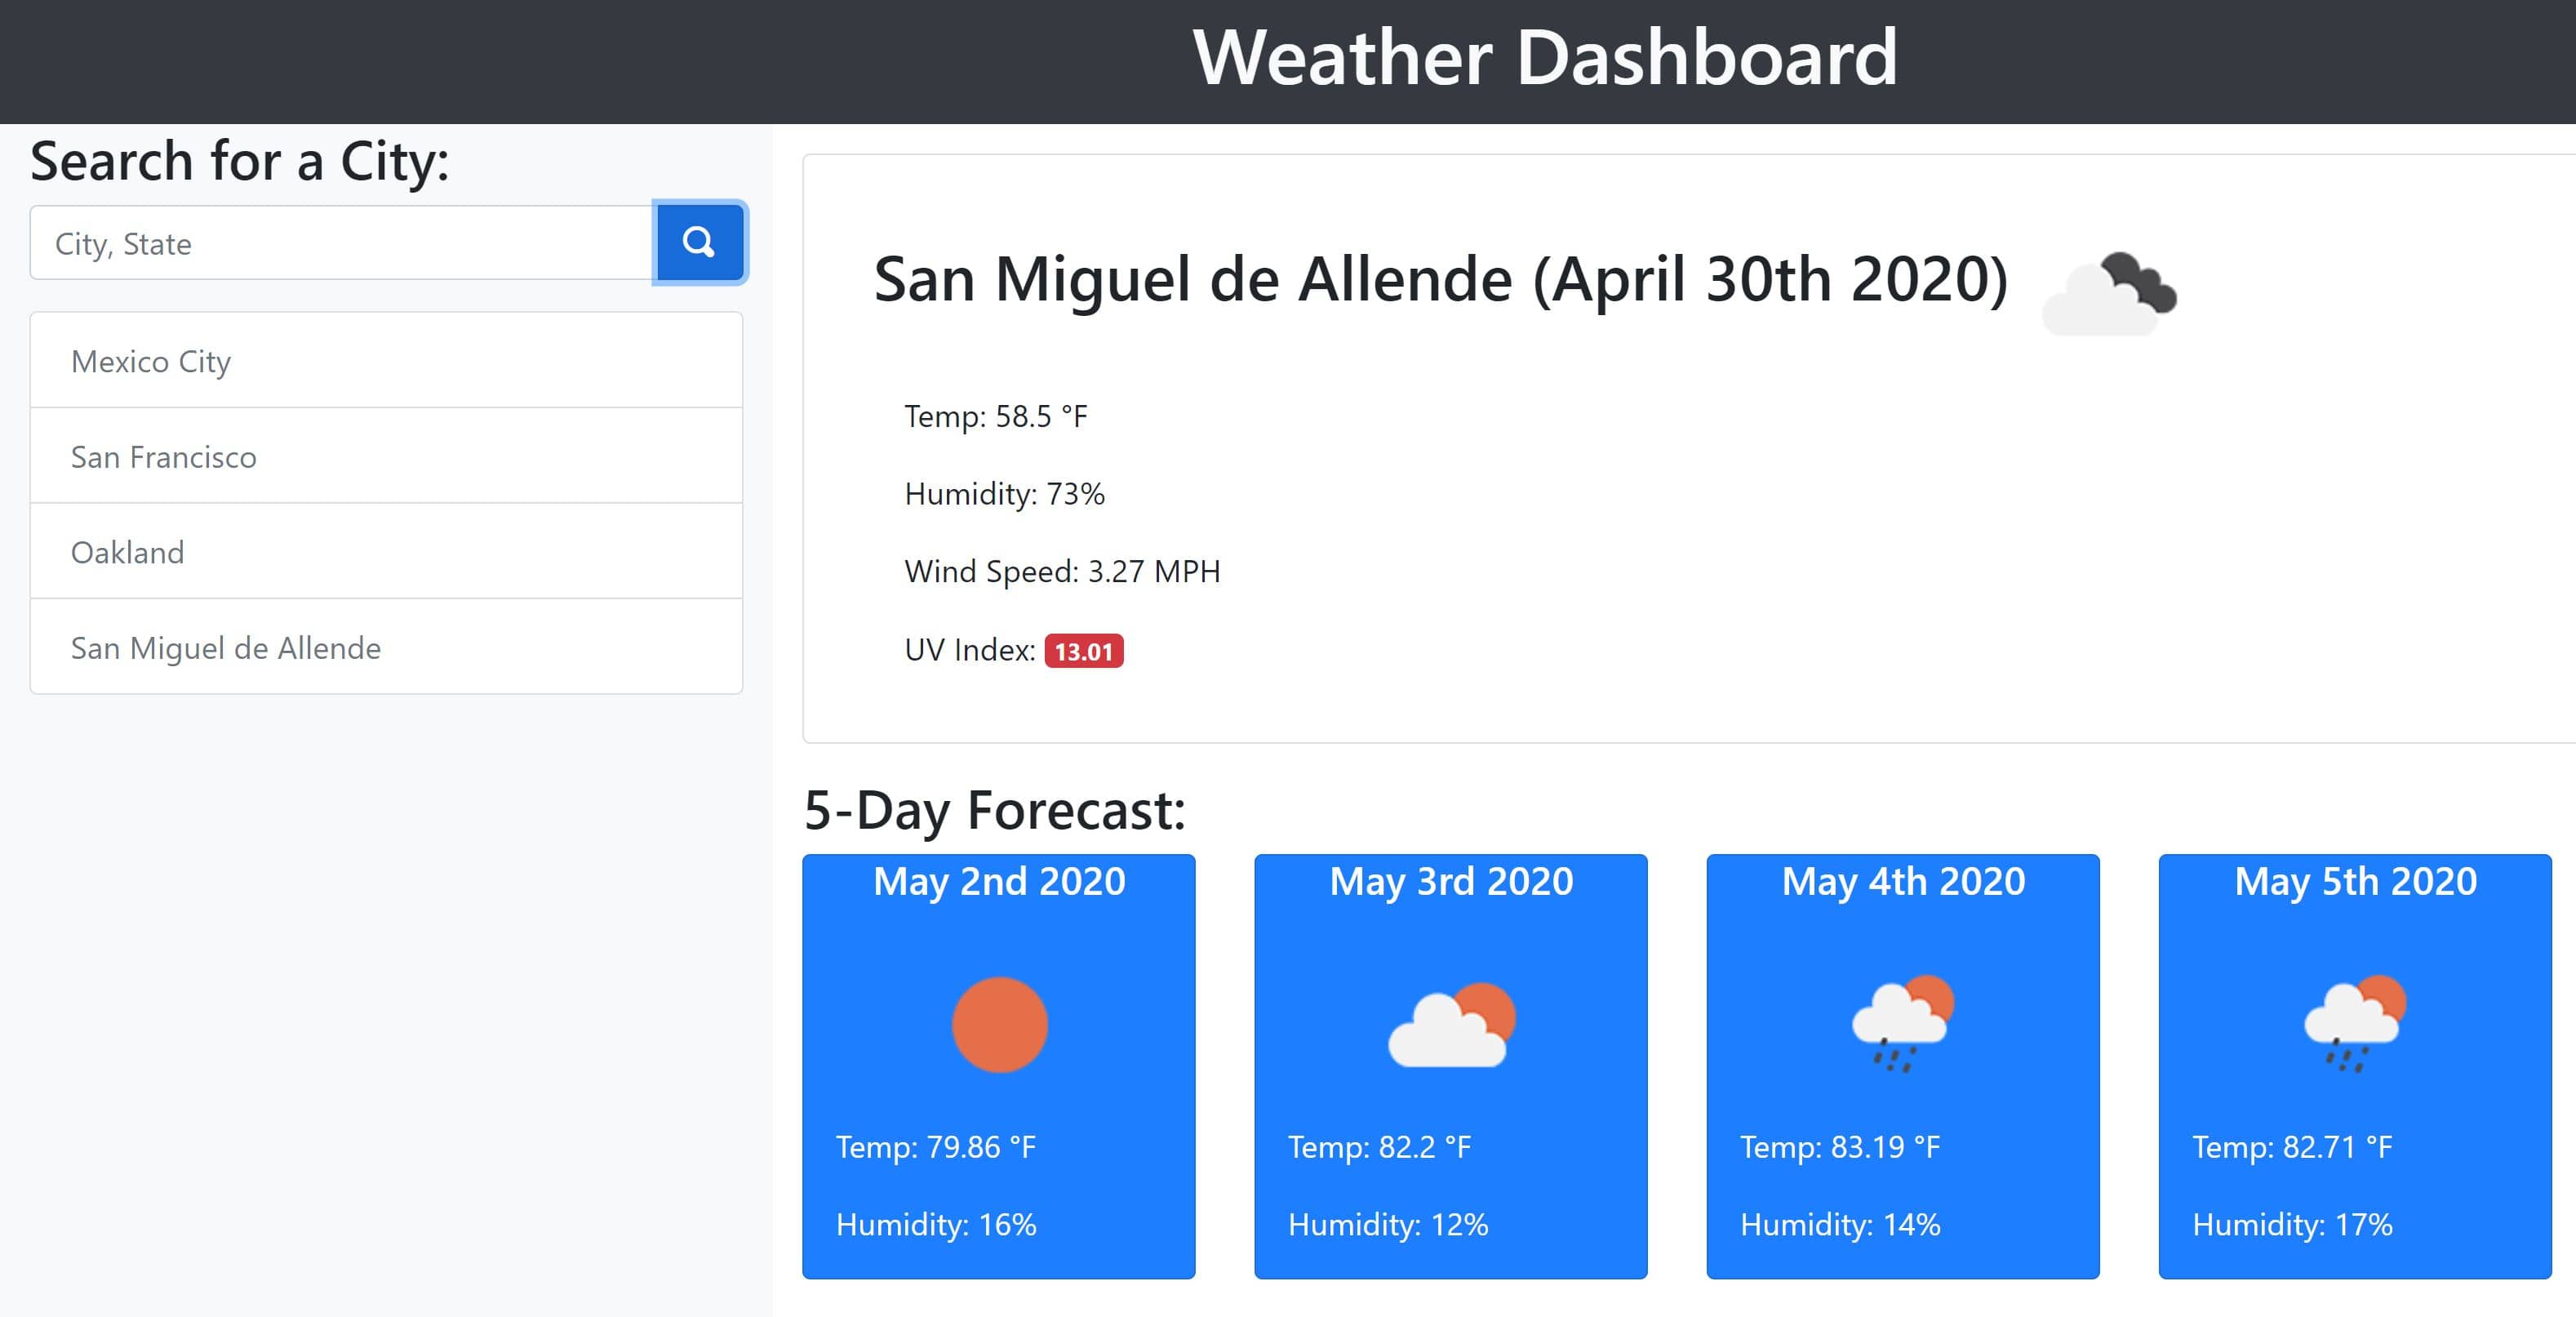 Weather Dashboard
Search for a City:
City, State
Mexico City
San Francisco
Oakland
San Miguel de Allende
San Miguel de Allende (April 30th 2020)
Temp: 58.5 °F
Humidity: 73%
Wind Speed: 3.27 MPH
UV Index: 13.01
5-Day Forecast:
May 2nd 2020
Temp: 79.86 °F
Humidity: 16%
May 3rd 2020
Temp: 82.2 °F
Humidity: 12%
May 4th 2020
Temp: 83.19 °F
Humidity: 14%
May 5th 2020
Temp: 82.71 °F
Humidity: 17%